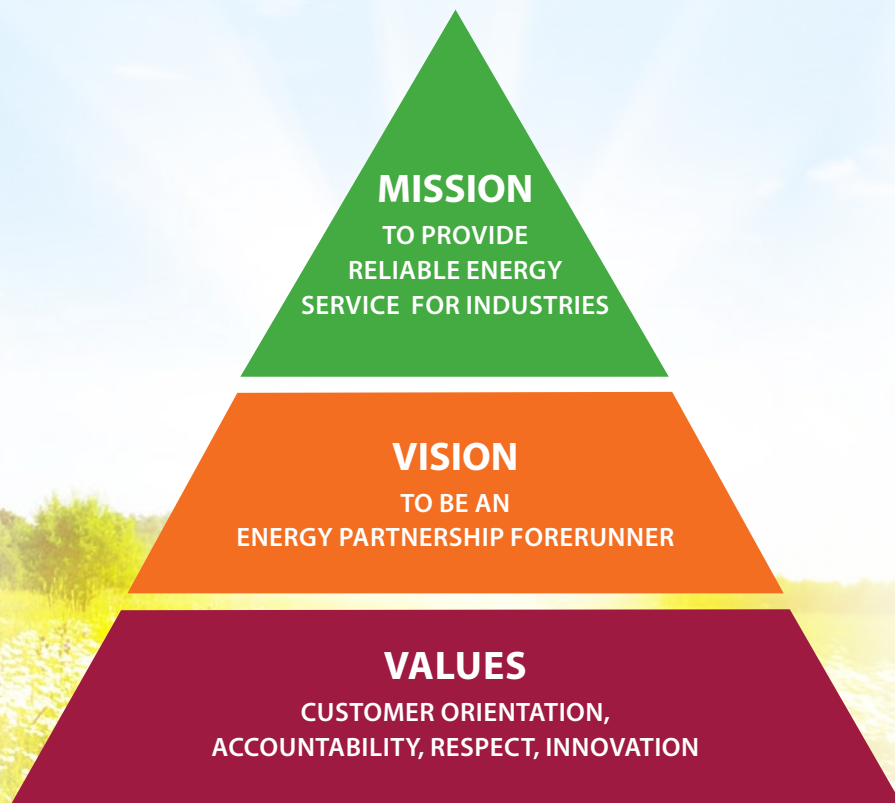 MISSION
TO PROVIDE
RELIABLE ENERGY
SERVICE FOR INDUSTRIES
VISION
TO BE AN
ENERGY PARTNERSHIP FORERUNNER
VALUES
CUSTOMER ORIENTATION,
ACCOUNTABILITY, RESPECT, INNOVATION